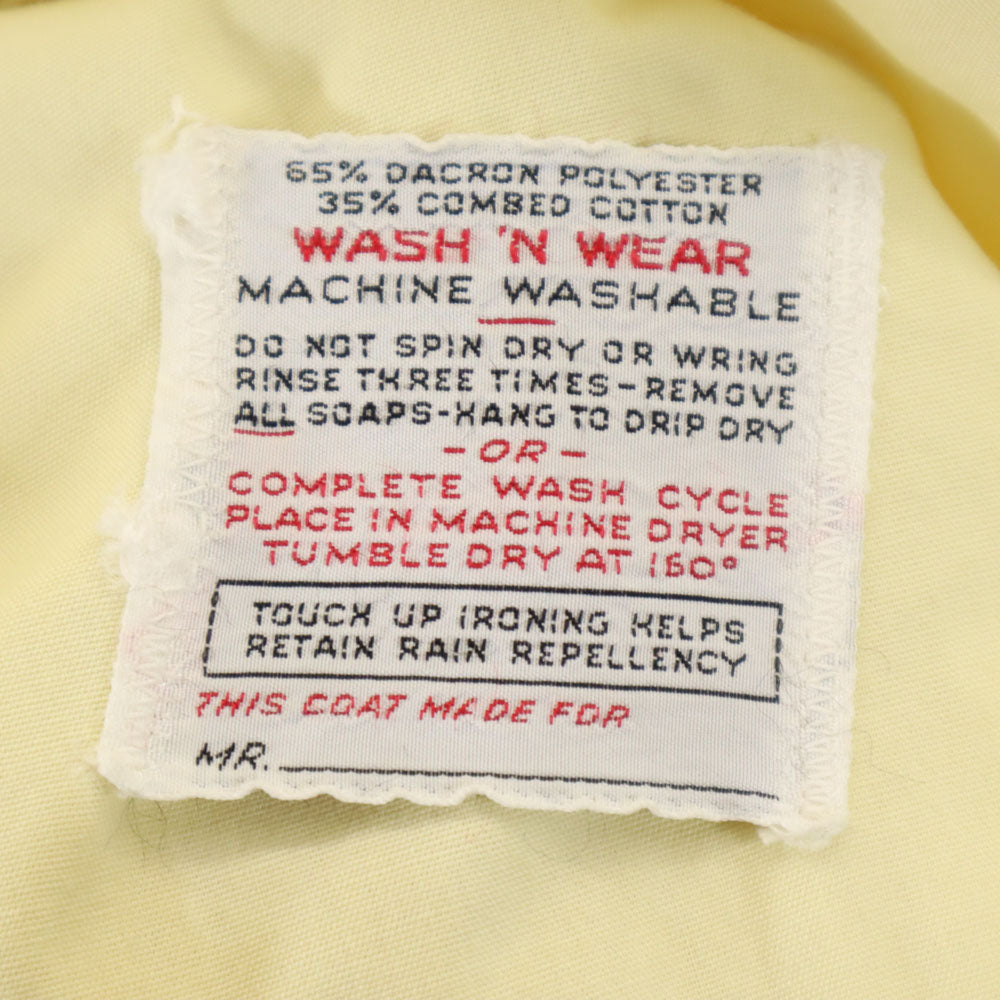 65% DACRON POLYESTER
35% COMBED COTTON
WASH 'N WEAR
MACHINE WASHABLE
DO NOT SPIN DRY OR WRING
RINSE THREE TIMES-REMOVE
ALL SOAPS-HANG TO DRIP DRY
-OR-
COMPLETE WASH CYCLE
PLACE IN MACHINE DRYER
TUMBLE DRY AT 160°
TOUCH UP IRONING HELPS
RETAIN RAIN REPELLENCY
THIS COAT MADE FOR
MR.